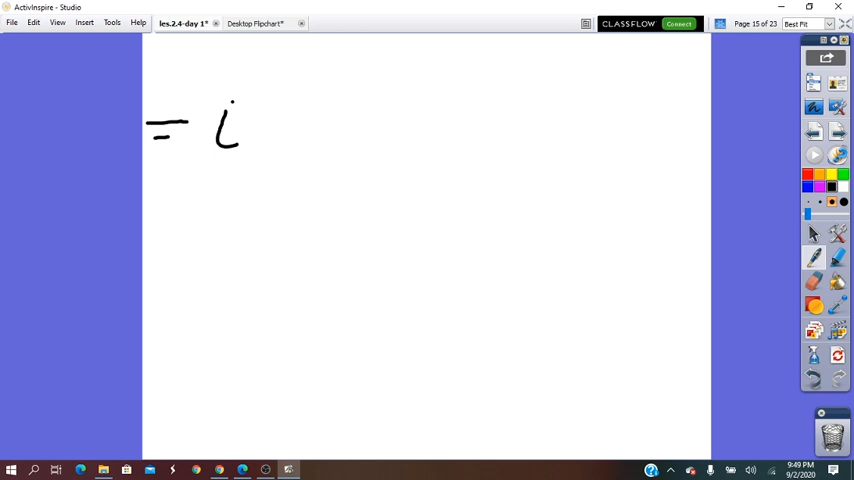 ActivInspire - Studio
File Edit View Insert Tools Help les.2.4-day 1* Desktop Flipchart* CLASSFLOW Connect Page 15 of 23 Best Fit
= i
9:49 PM
9/2/2020